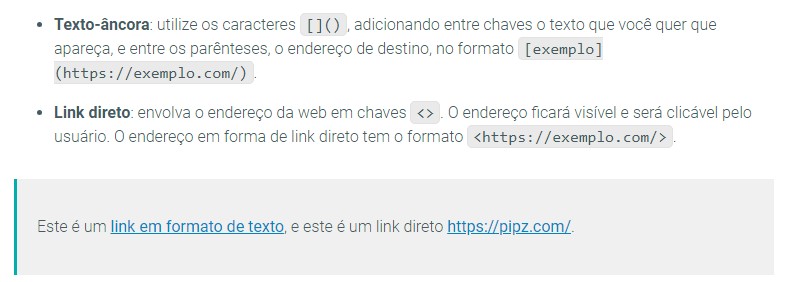 Texto-âncora: utilize os caracteres []() , adicionando entre chaves o texto que você quer que
apareça, e entre os parênteses, o endereço de destino, no formato [exemplo]
(https://exemplo.com/) .
Link direto: envolva o endereço da web em chaves <> . O endereço ficará visível e será clicável pelo
usuário. O endereço em forma de link direto tem o formato <https://exemplo.com/> .
Este é um link em formato de texto, e este é um link direto https://pipz.com/.